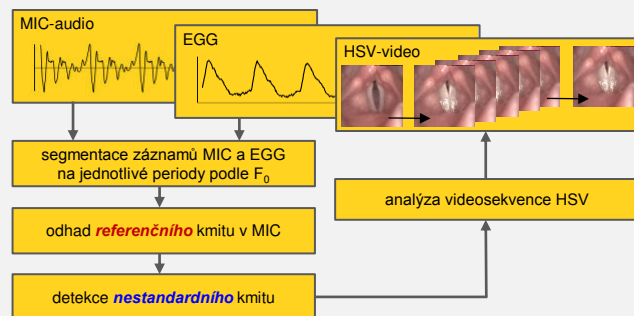 MIC-audio
EGG
HSV-video
segmentace záznamů MIC a EGG
na jednotlivé periody podle F₀
odhad referenčního kmitu v MIC
analýza videosekvence HSV
detekce nestandardního kmitu